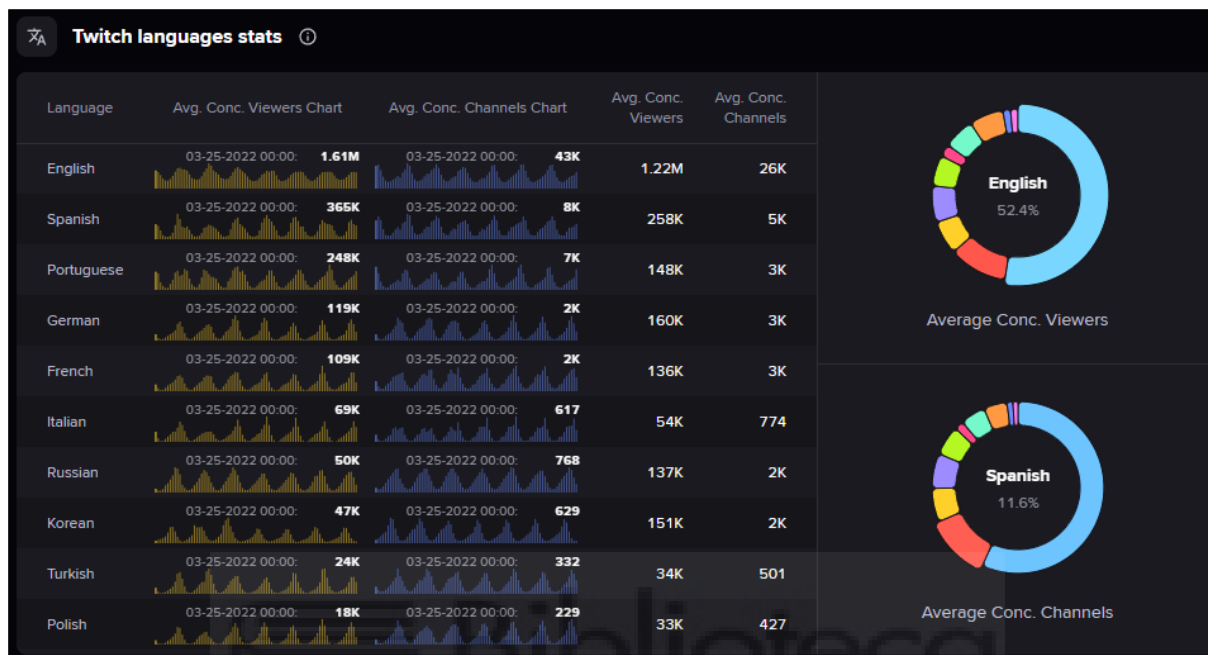 Twitch languages stats
Language Avg. Conc. Viewers Chart Avg. Conc. Channels Chart Avg. Conc. Viewers Avg. Conc. Channels
English 03-25-2022 00:00: 1.61M 03-25-2022 00:00: 43K 1.22M 26K
Spanish 03-25-2022 00:00: 365K 03-25-2022 00:00: 8K 258K 5K
Portuguese 03-25-2022 00:00: 248K 03-25-2022 00:00: 7K 148K 3K
German 03-25-2022 00:00: 119K 03-25-2022 00:00: 2K 160K 3K
French 03-25-2022 00:00: 109K 03-25-2022 00:00: 2K 136K 3K
Italian 03-25-2022 00:00: 69K 03-25-2022 00:00: 617 54K 774
Russian 03-25-2022 00:00: 50K 03-25-2022 00:00: 768 137K 2K
Korean 03-25-2022 00:00: 47K 03-25-2022 00:00: 629 151K 2K
Turkish 03-25-2022 00:00: 24K 03-25-2022 00:00: 332 34K 501
Polish 03-25-2022 00:00: 18K 03-25-2022 00:00: 229 33K 427
English
52.4%
Average Conc. Viewers
Spanish
11.6%
Average Conc. Channels
Biblioteca